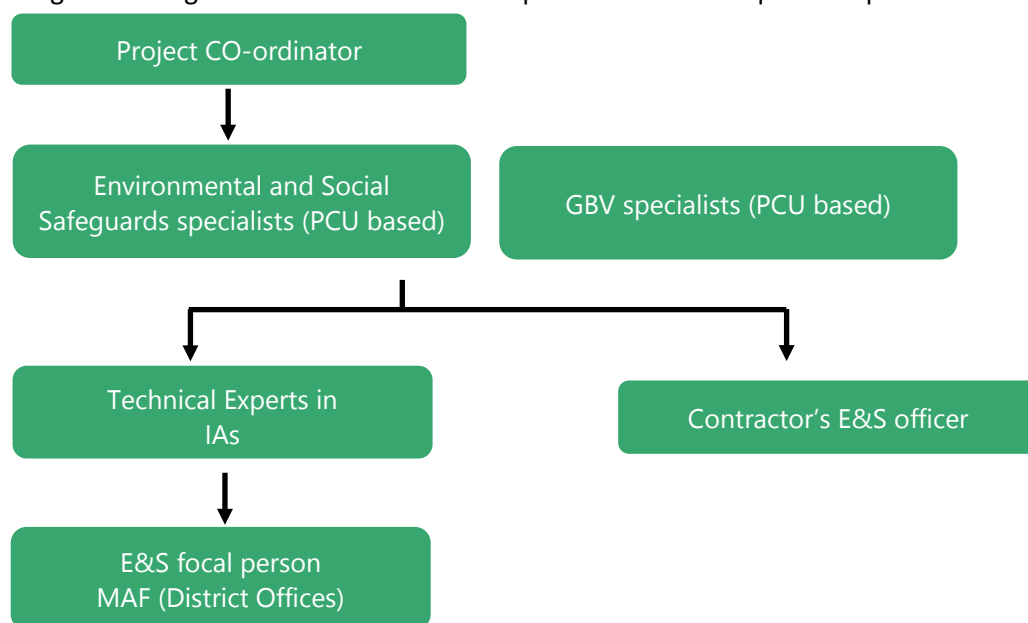 Project CO-ordinator
Environmental and Social
Safeguards specialists (PCU based)
GBV specialists (PCU based)
Technical Experts in
IAs
Contractor’s E&S officer
E&S focal person
MAF (District Offices)